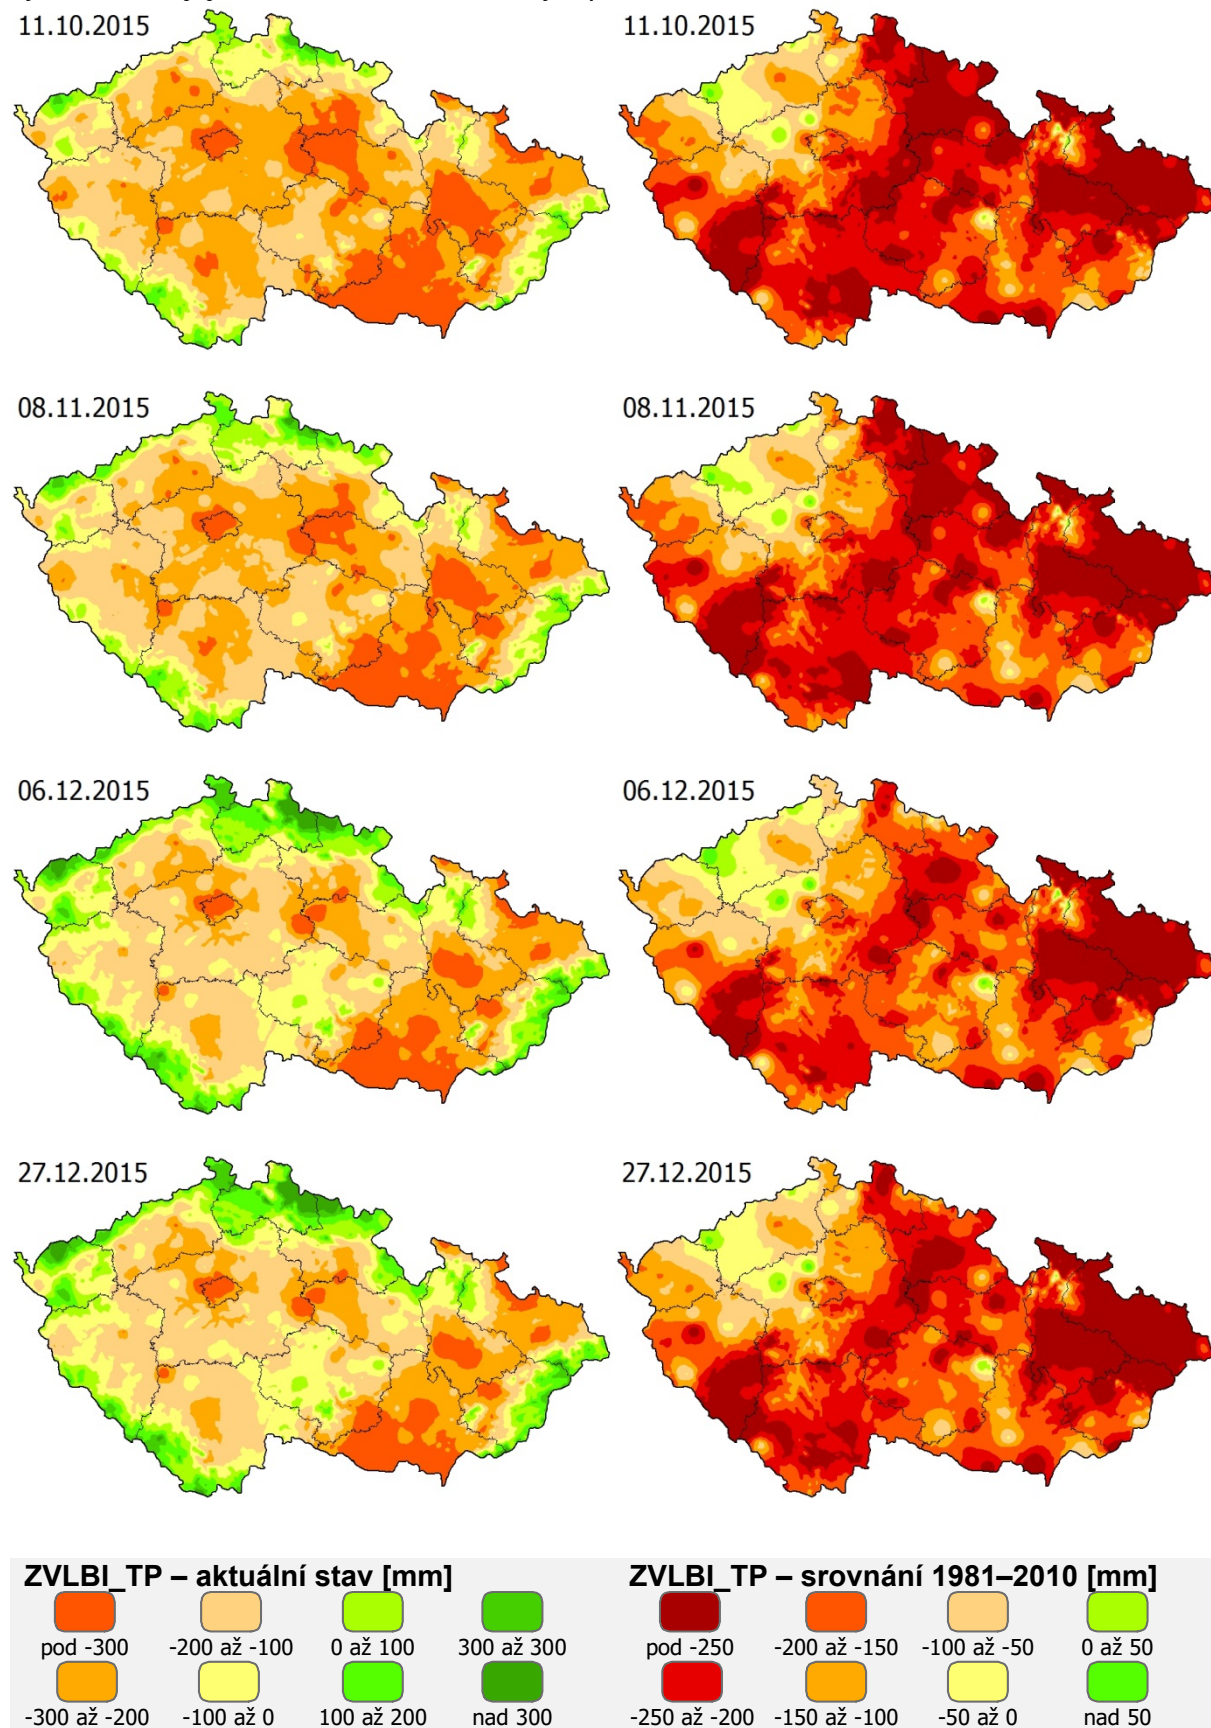 11.10.2015 11.10.2015
08.11.2015 08.11.2015
06.12.2015 06.12.2015
27.12.2015 27.12.2015
ZVLBI_TP – aktuální stav [mm] ZVLBI_TP – srovnání 1981–2010 [mm]
pod -300 -200 až -100 0 až 100 300 až 300 pod -250 -200 až -150 -100 až -50 0 až 50
-300 až -200 -100 až 0 100 až 200 nad 300 -250 až -200 -150 až -100 -50 až 0 nad 50